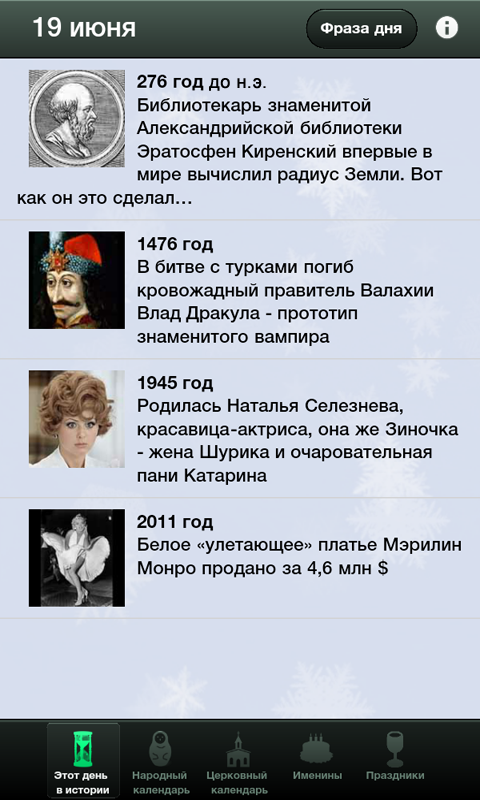 19 июня
Фраза дня
i
276 год до н.э.
Библиотекарь знаменитой
Александрийской библиотеки
Эратосфен Киренский впервые в
мире вычислил радиус Земли. Вот
как он это сделал...
1476 год
В битве с турками погиб
кровожадный правитель Валахии
Влад Дракула - прототип
знаменитого вампира
1945 год
Родилась Наталья Селезнева,
красавица-актриса, она же Зиночка
- жена Шурика и очаровательная
пани Катарина
2011 год
Белое «улетающее» платье Мэрилин
Монро продано за 4,6 млн $
Этот день
в истории
Народный
календарь
Церковный
календарь
Именины
Праздники